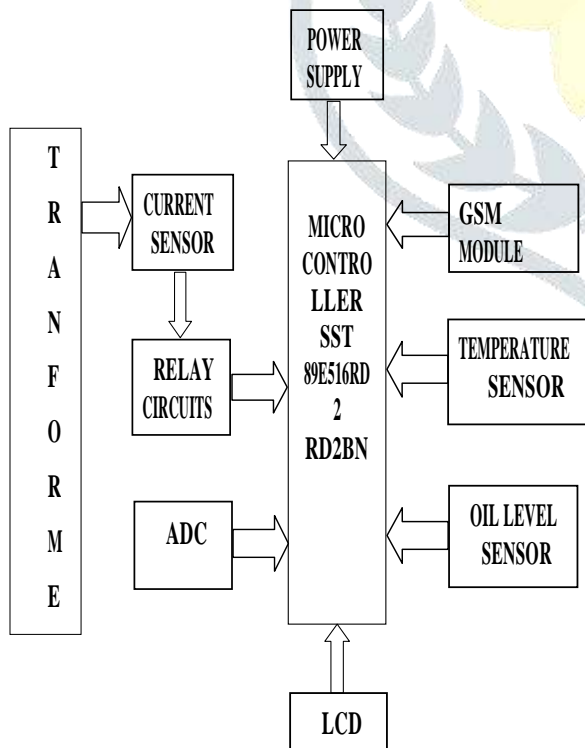 POWER
SUPPLY
T
R
A
N
F
O
R
M
E
CURRENT
SENSOR
RELAY
CIRCUITS
ADC
MICRO
CONTRO
LLER
SST
89E516RD
2
RD2BN
GSM
MODULE
TEMPERATURE
SENSOR
OIL LEVEL
SENSOR
LCD